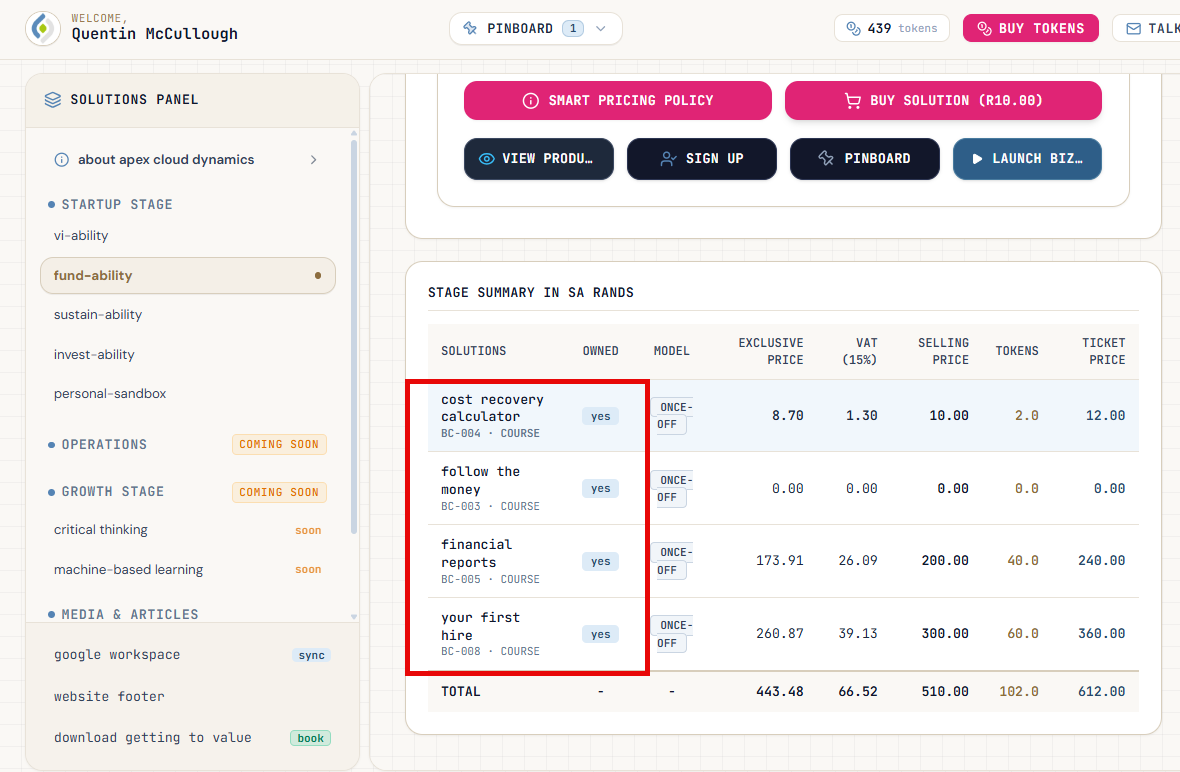 WELCOME,
Quentin McCullough
PINBOARD 1
439 tokens
BUY TOKENS
TALK
SOLUTIONS PANEL
about apex cloud dynamics
STARTUP STAGE
vi-ability
fund-ability
sustain-ability
invest-ability
personal-sandbox
OPERATIONS COMING SOON
GROWTH STAGE COMING SOON
critical thinking soon
machine-based learning soon
MEDIA & ARTICLES
google workspace sync
website footer
download getting to value book
SMART PRICING POLICY
BUY SOLUTION (R10.00)
VIEW PRODU…
SIGN UP
PINBOARD
LAUNCH BIZ…
STAGE SUMMARY IN SA RANDS
SOLUTIONS OWNED MODEL EXCLUSIVE PRICE VAT (15%) SELLING PRICE TOKENS TICKET PRICE
cost recovery calculator
BC-004 · COURSE
yes ONCE-OFF 8.70 1.30 10.00 2.0 12.00
follow the money
BC-003 · COURSE
yes ONCE-OFF 0.00 0.00 0.00 0.0 0.00
financial reports
BC-005 · COURSE
yes ONCE-OFF 173.91 26.09 200.00 40.0 240.00
your first hire
BC-008 · COURSE
yes ONCE-OFF 260.87 39.13 300.00 60.0 360.00
TOTAL - - 443.48 66.52 510.00 102.0 612.00